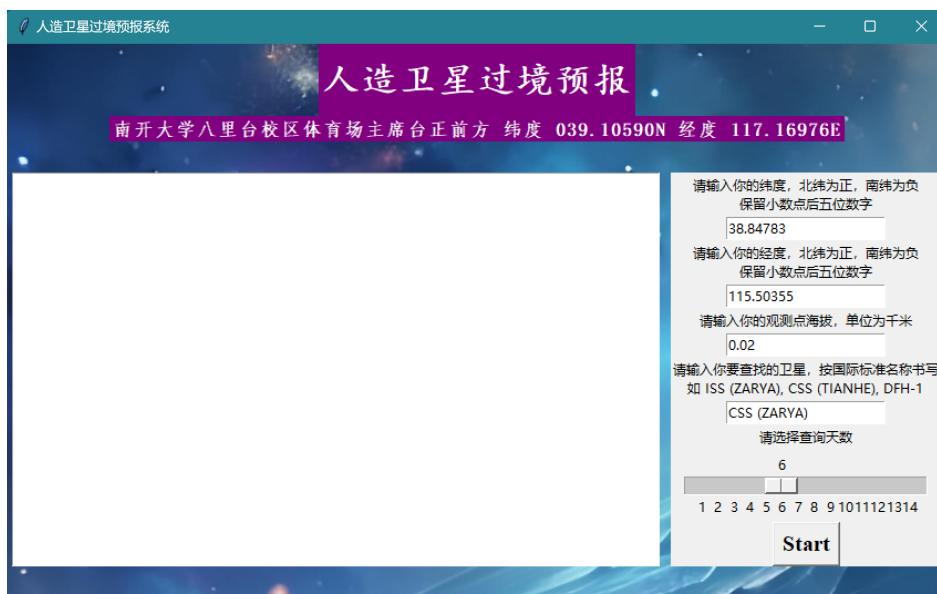 人造卫星过境预报系统
人造卫星过境预报
南开大学八里台校区体育场主席台正前方 纬度 039.10590N 经度 117.16976E
请输入你的纬度，北纬为正，南纬为负
保留小数点后五位数字
38.84783
请输入你的经度，北纬为正，南纬为负
保留小数点后五位数字
115.50355
请输入你的观测点海拔，单位为千米
0.02
请输入你要查找的卫星，按国际标准名称书写
如 ISS (ZARYA), CSS (TIANHE), DFH-1
CSS (ZARYA)
请选择查询天数
6
1 2 3 4 5 6 7 8 9 10 11 12 13 14
Start